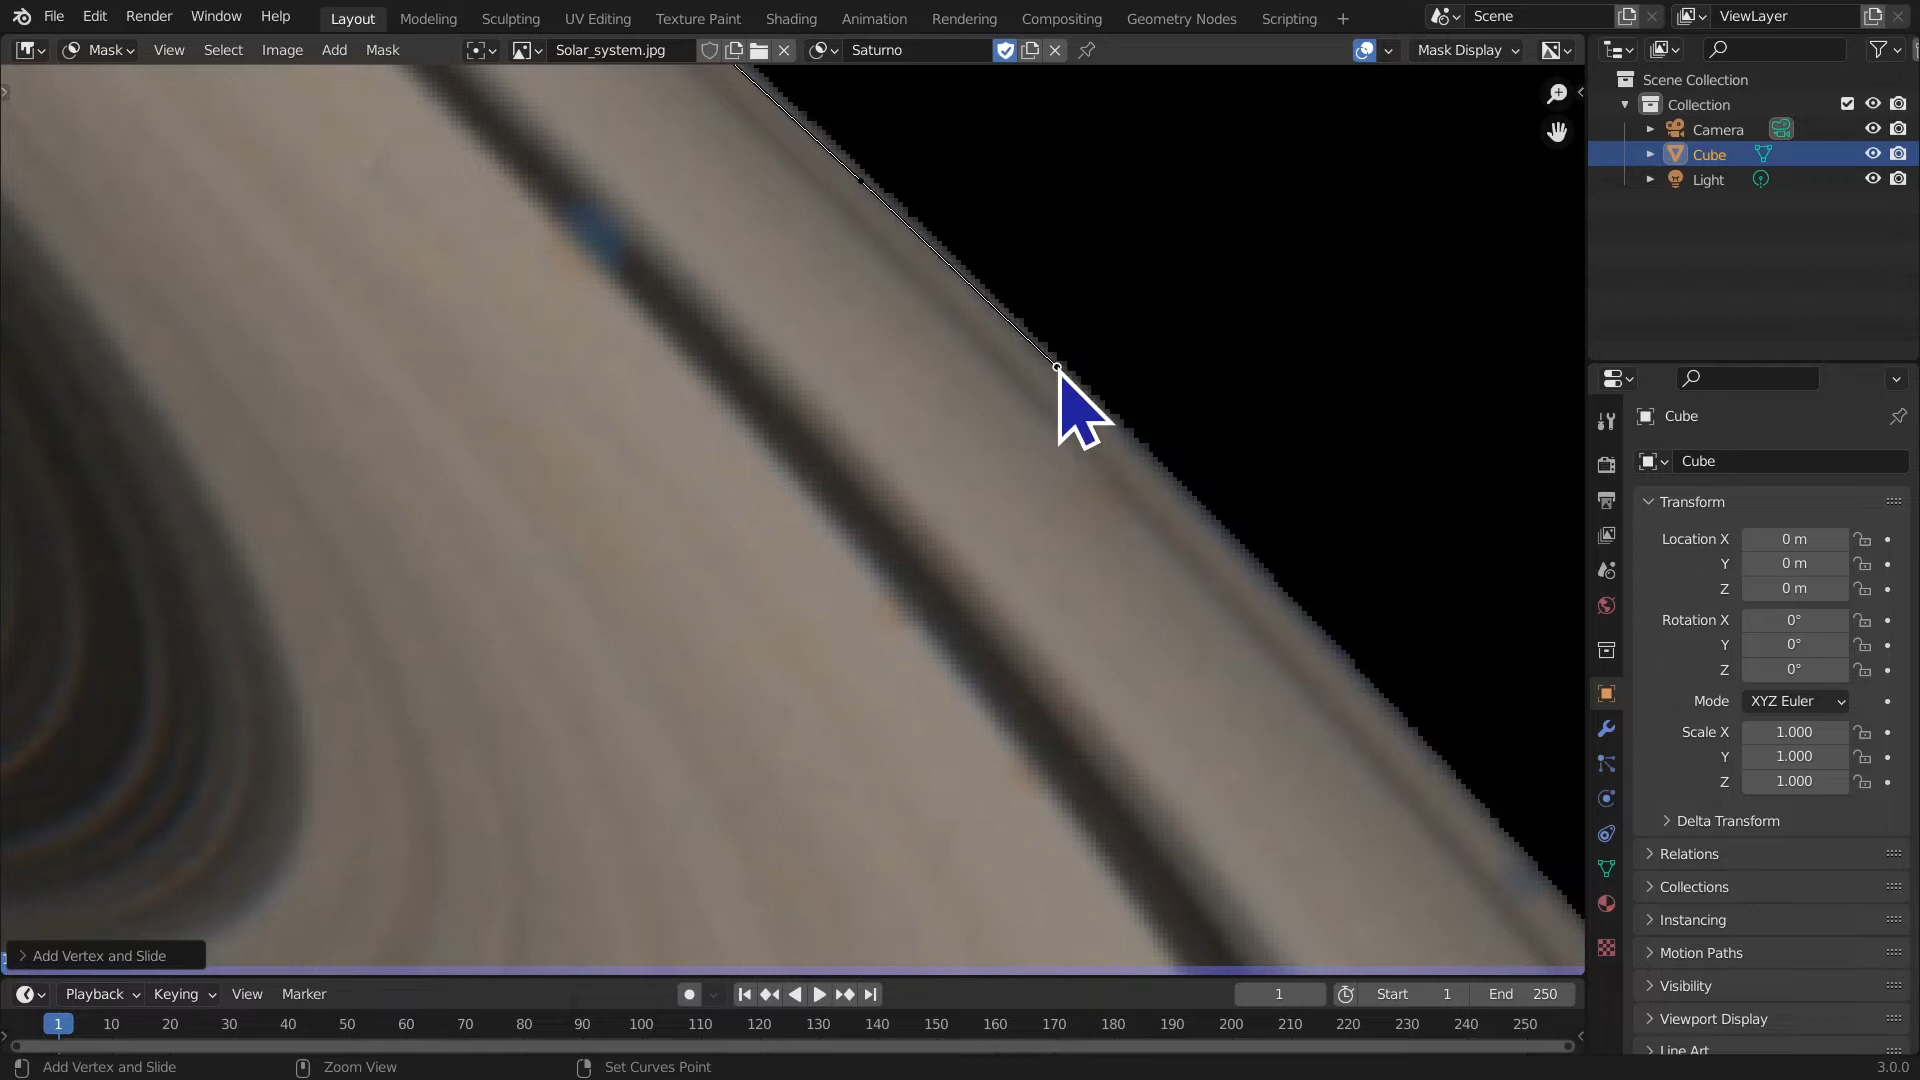 File Edit Render Window Help Layout Modeling Sculpting UV Editing Texture Paint Shading Animation Rendering Compositing Geometry Nodes Scripting + Scene ViewLayer
Mask View Select Image Add Mask Solar_system.jpg Saturno Mask Display
Scene Collection
Collection
Camera
Cube
Light
Cube
Cube
Transform
Location X 0 m
Y 0 m
Z 0 m
Rotation X 0°
Y 0°
Z 0°
Mode XYZ Euler
Scale X 1.000
Y 1.000
Z 1.000
Delta Transform
Relations
Collections
Instancing
Motion Paths
Visibility
Viewport Display
Line Art
Add Vertex and Slide
Playback Keying View Marker 1 Start 1 End 250
1 10 20 30 40 50 60 70 80 90 100 110 120 130 140 150 160 170 180 190 200 210 220 230 240 250
Add Vertex and Slide Zoom View Set Curves Point 3.0.0